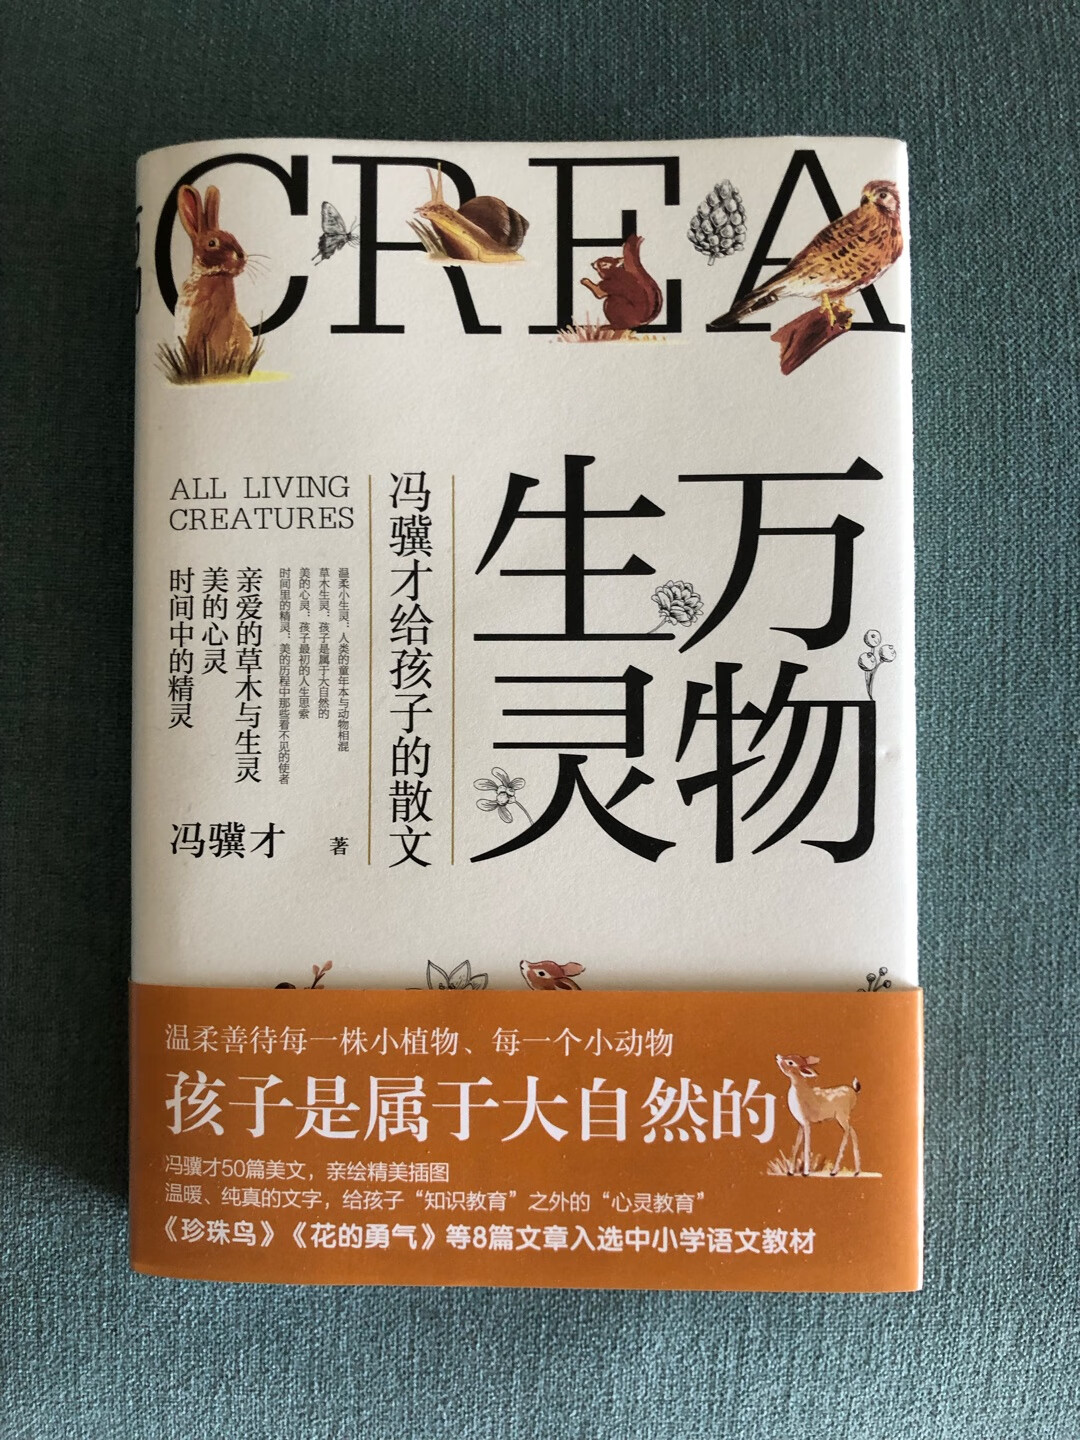 CREA
万物
生灵
冯骥才给孩子的散文
ALL LIVING
CREATURES
温柔小生灵：人类的童年本与动物相混
草木生灵：孩子是属于大自然的
美的心灵：孩子最初的人生思索
时间里的精灵：美的历程中那些看不见的使者
亲爱的草木与生灵
美的心灵
时间中的精灵
冯骥才 著
温柔善待每一株小植物、每一个小动物
孩子是属于大自然的
冯骥才50篇美文，亲绘精美插图
温暖、纯真的文字，给孩子“知识教育”之外的“心灵教育”
《珍珠鸟》《花的勇气》等8篇文章入选中小学语文教材